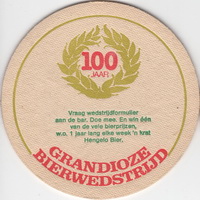 100
JAAR
Vraag wedstrijdformulier
aan de bar. Doe mee. En win één
van de vele bierprijzen,
w.o. 1 jaar lang elke week 'n krat
Hengelo Bier.
GRANDIOZE
BIERWEDSTRIJD